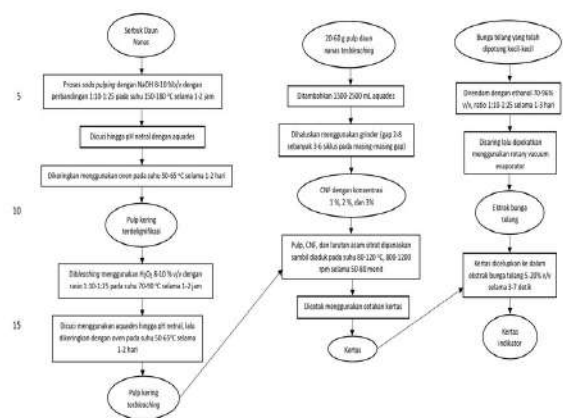 Serbuk Daun
Nanas
5
Proses soda pulping dengan NaOH 8-10 %b/v dengan
perbandingan 1:10-1:25 pada suhu 150-180 °C selama 1-2 jam
Dicuci hingga pH netral dengan aquades
Dikeringkan menggunakan oven pada suhu 50-65 °C selama
1-2 hari
10
Pulp kering
terdelignifikasi
Dibleaching menggunakan H₂O₂ 8-10 % v/v dengan
rasio 1:10-1:25 pada suhu 70-90 °C selama 1-2 jam
15
Dicuci menggunakan aquades hingga pH netral, lalu
dikeringkan dengan oven pada suhu 50-65°C selama
1-2 hari
Pulp kering
terbleaching
20-60 g pulp daun
nanas terbleaching
Ditambahkan 1500-2500 mL aquades
Dihaluskan menggunakan grinder (gap 2-8
sebanyak 3-6 siklus pada masing-masing gap)
CNF dengan konsentrasi
1 %, 2 %, dan 3%
Pulp, CNF, dan larutan asam sitrat dipanaskan
sambil diaduk pada suhu 80-120 °C, 800-1200
rpm selama 50-60 menit
Dicetak menggunakan cetakan kertas
Kertas
Bunga telang yang telah
dipotong kecil-kecil
Direndam dengan ethanol 70-96%
v/v, ratio 1:10-1:25 selama 1-3 hari
Disaring lalu dipekatkan
menggunakan rotary vacuum
evaporator
Ektrak bunga
telang
Kertas dicelupkan ke dalam
ekstrak bunga telang 5-20% v/v
selama 3-7 detik
Kertas
indikator